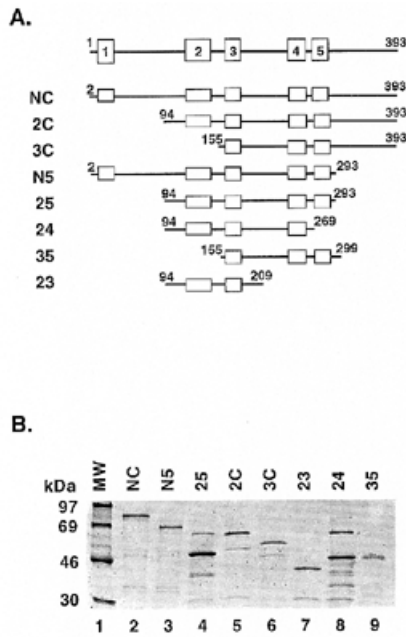 A.
1 1 2 3 4 5 393
NC 2 393
2C 94 393
3C 155 393
N5 2 293
25 94 293
24 94 269
35 155 299
23 94 209
B.
kDa MW NC N5 25 2C 3C 23 24 35
97
69
46
30
1 2 3 4 5 6 7 8 9